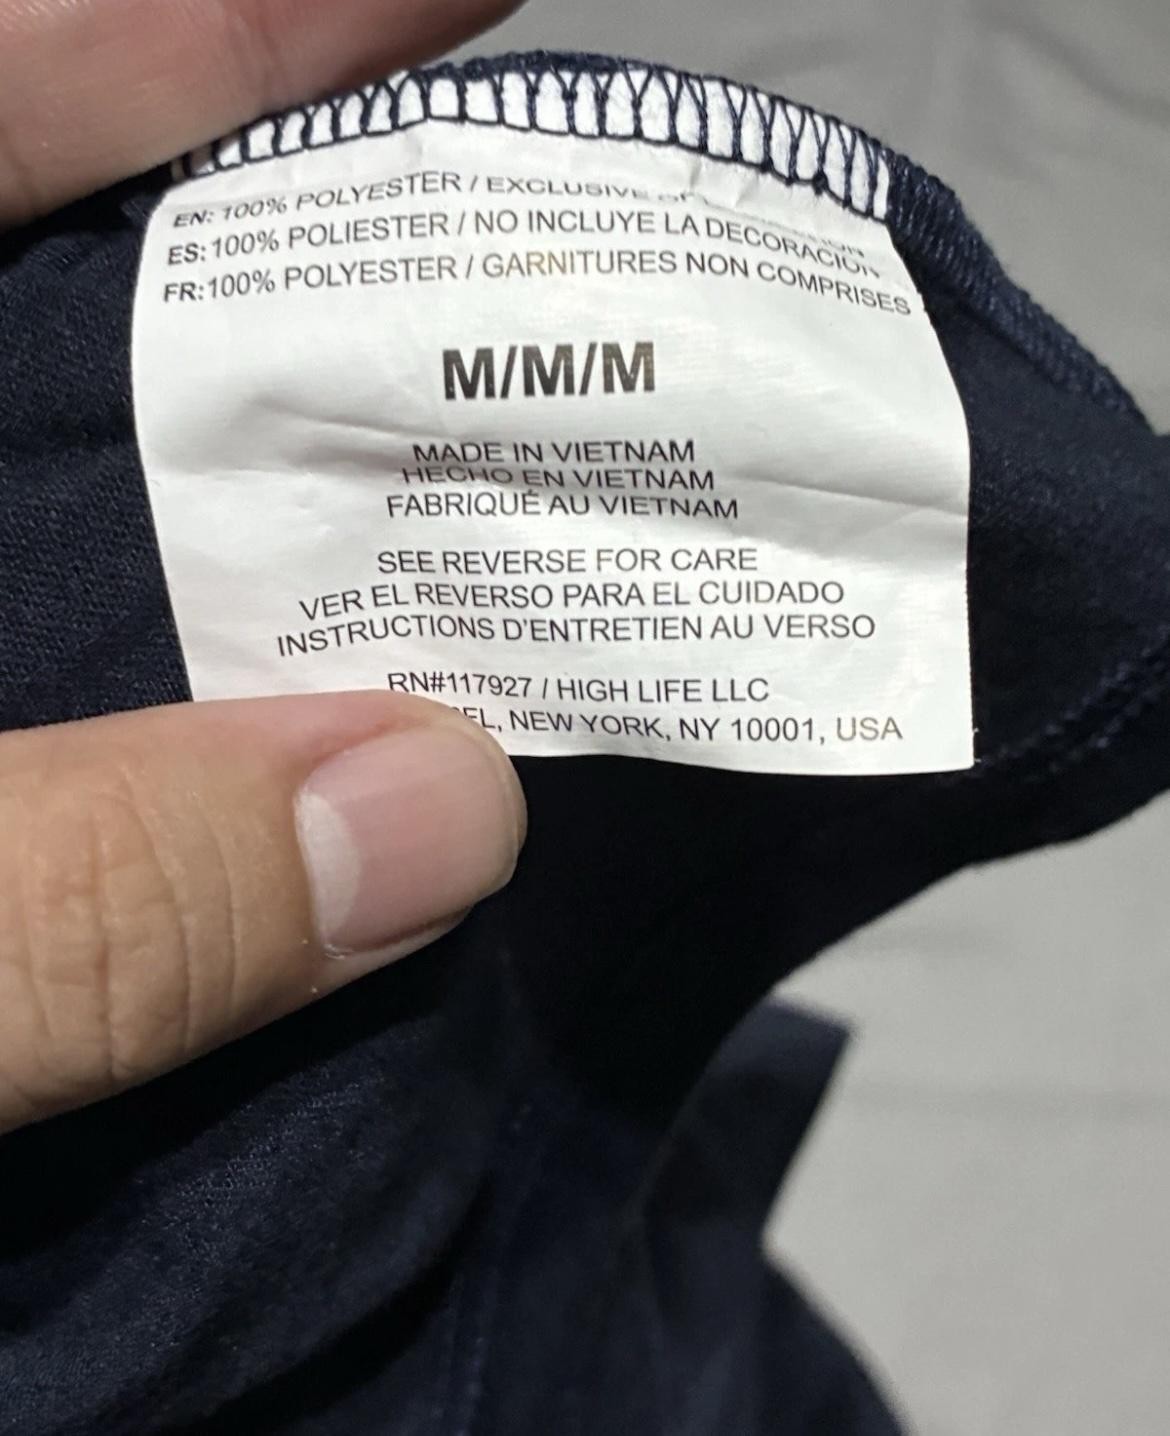 EN: 100% POLYESTER / EXCLUSIVE
ES: 100% POLIESTER / NO INCLUYE LA DECORACIÓN
FR: 100% POLYESTER / GARNITURES NON COMPRISES
M/M/M
MADE IN VIETNAM
HECHO EN VIETNAM
FABRIQUÉ AU VIETNAM
SEE REVERSE FOR CARE
VER EL REVERSO PARA EL CUIDADO
INSTRUCTIONS D'ENTRETIEN AU VERSO
RN#117927 / HIGH LIFE LLC
NEW YORK, NY 10001, USA